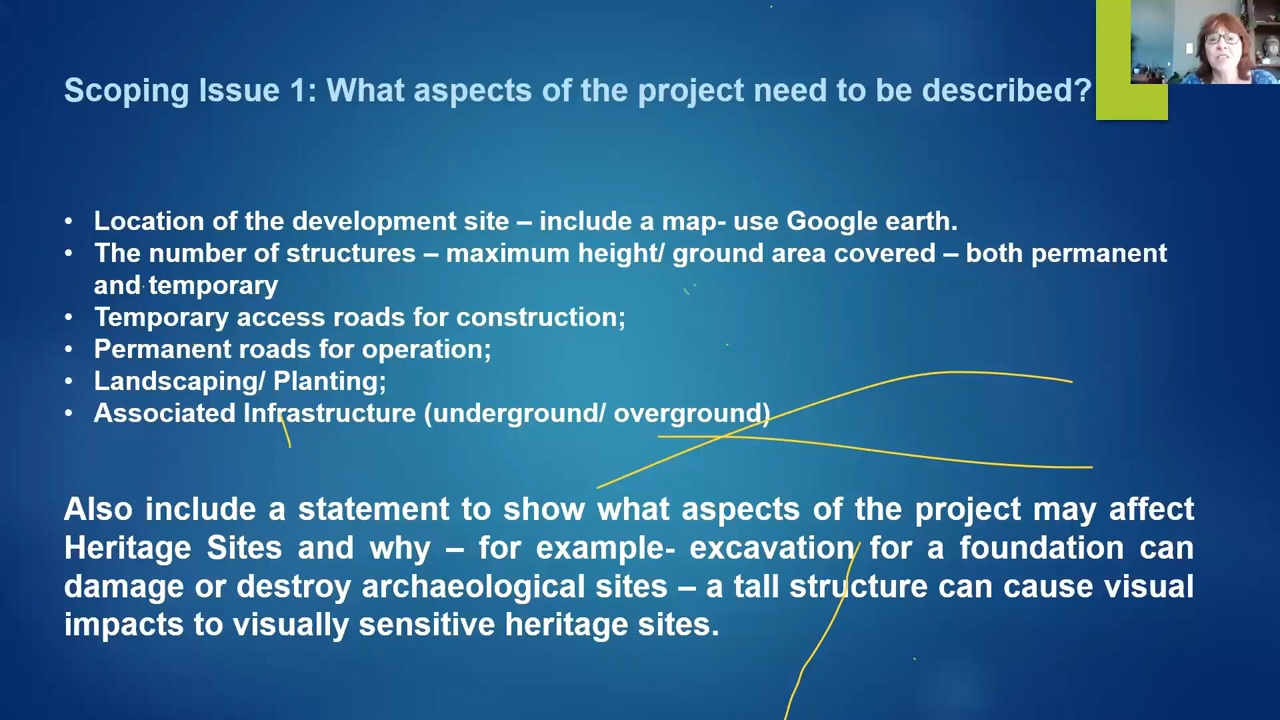 Scoping Issue 1: What aspects of the project need to be described?
• Location of the development site – include a map- use Google earth.
• The number of structures – maximum height/ ground area covered – both permanent
and temporary
• Temporary access roads for construction;
• Permanent roads for operation;
• Landscaping/ Planting;
• Associated Infrastructure (underground/ overground)
Also include a statement to show what aspects of the project may affect
Heritage Sites and why – for example- excavation for a foundation can
damage or destroy archaeological sites – a tall structure can cause visual
impacts to visually sensitive heritage sites.